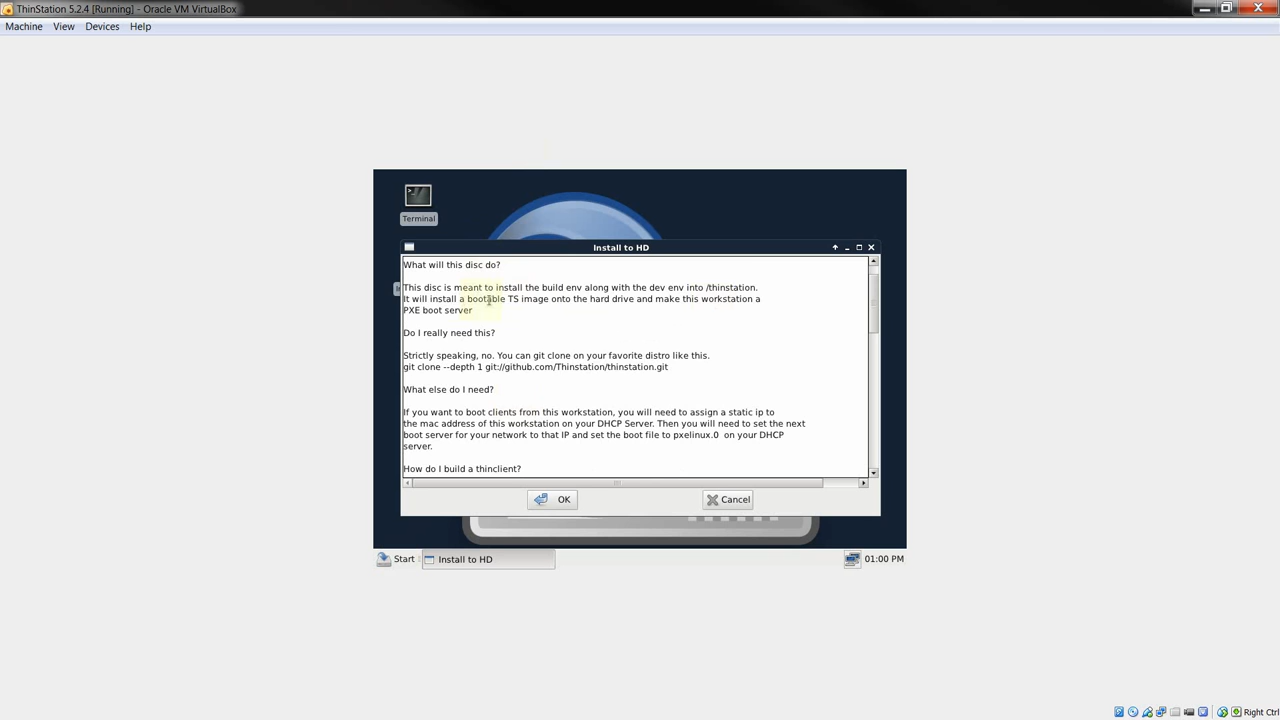 ThinStation 5.2.4 [Running] - Oracle VM VirtualBox
Machine View Devices Help
Terminal
Install to HD
What will this disc do?
This disc is meant to install the build env along with the dev env into /thinstation.
It will install a bootable TS image onto the hard drive and make this workstation a
PXE boot server
Do I really need this?
Strictly speaking, no. You can git clone on your favorite distro like this.
git clone --depth 1 git://github.com/Thinstation/thinstation.git
What else do I need?
If you want to boot clients from this workstation, you will need to assign a static ip to
the mac address of this workstation on your DHCP Server. Then you will need to set the next
boot server for your network to that IP and set the boot file to pxelinux.0 on your DHCP
server.
How do I build a thinclient?
OK Cancel
Start Install to HD 01:00 PM
Right Ctrl